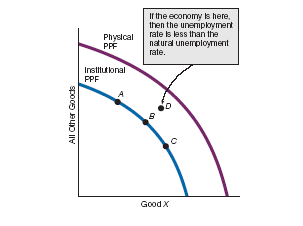 If the economy is here,
then the unemployment
rate is less than the
natural unemployment
rate.
Physical
PPF
Institutional
PPF
A
B
C
D
All Other Goods
Good X